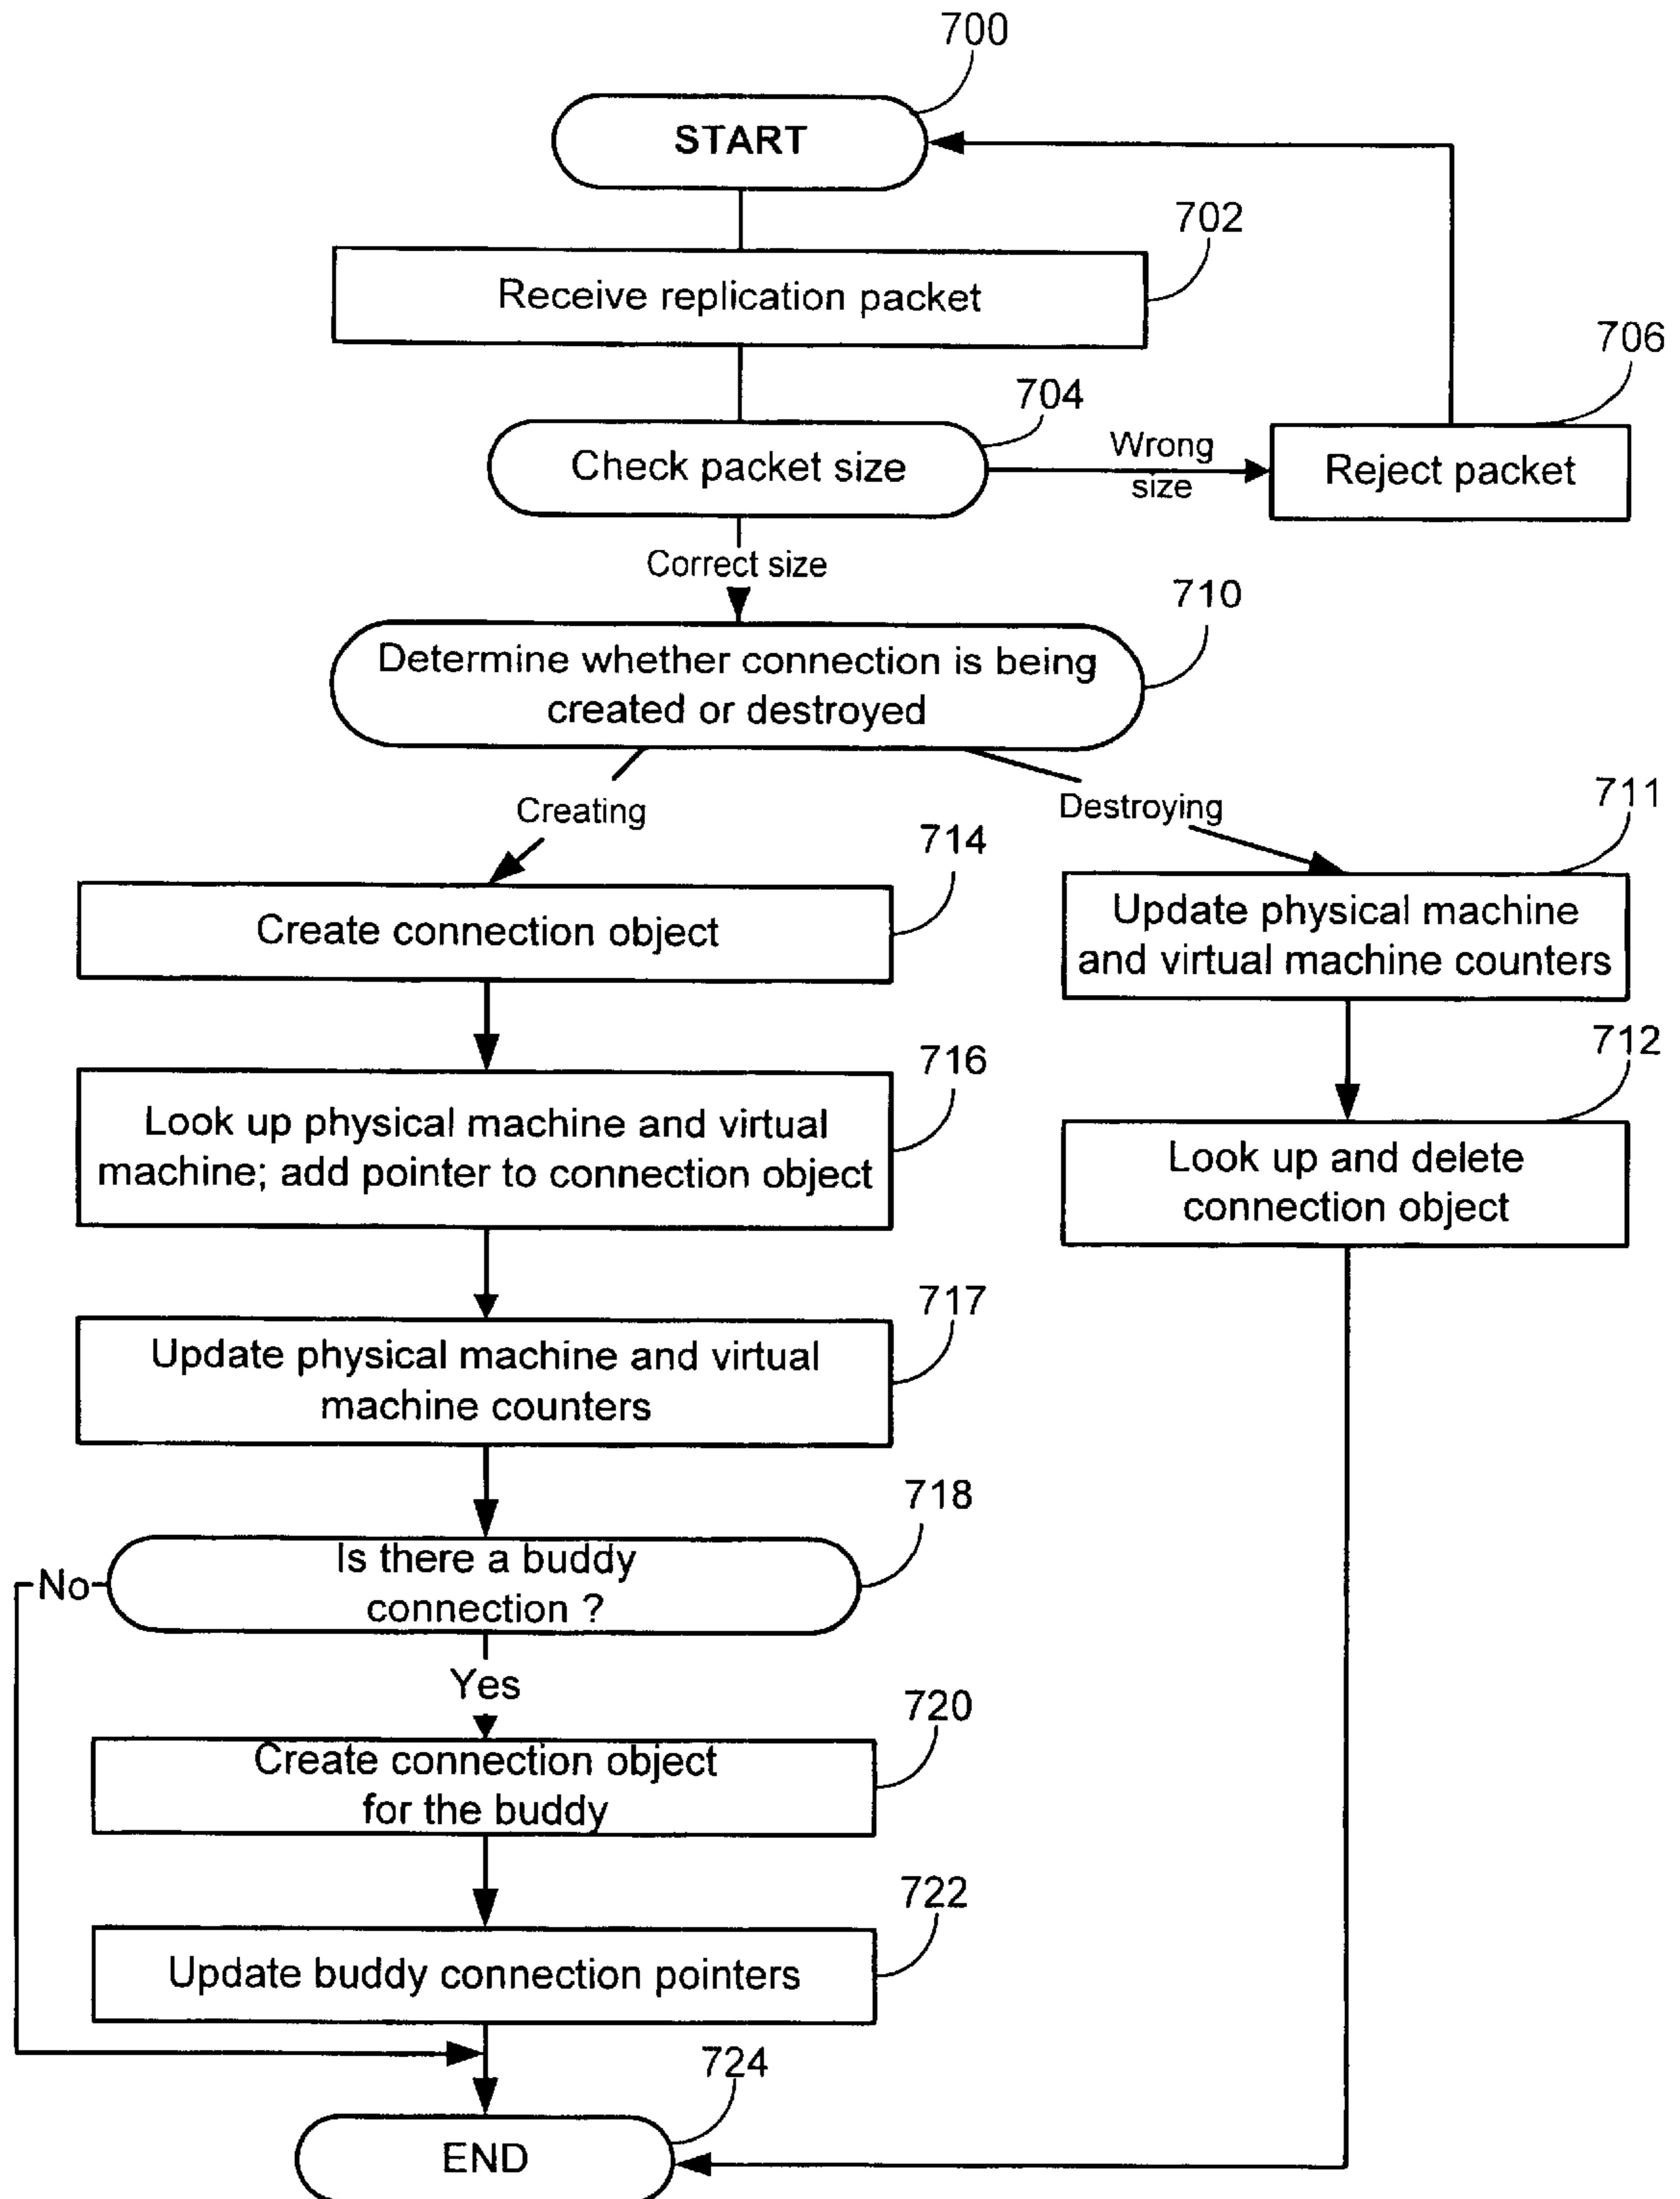 700
START
702
Receive replication packet
704
Check packet size
Wrong
size
706
Reject packet
Correct size
710
Determine whether connection is being
created or destroyed
Creating
Destroying
711
Update physical machine
and virtual machine counters
714
Create connection object
712
Look up and delete
connection object
716
Look up physical machine and virtual
machine; add pointer to connection object
717
Update physical machine and virtual
machine counters
718
Is there a buddy
connection ?
No
Yes
720
Create connection object
for the buddy
722
Update buddy connection pointers
724
END